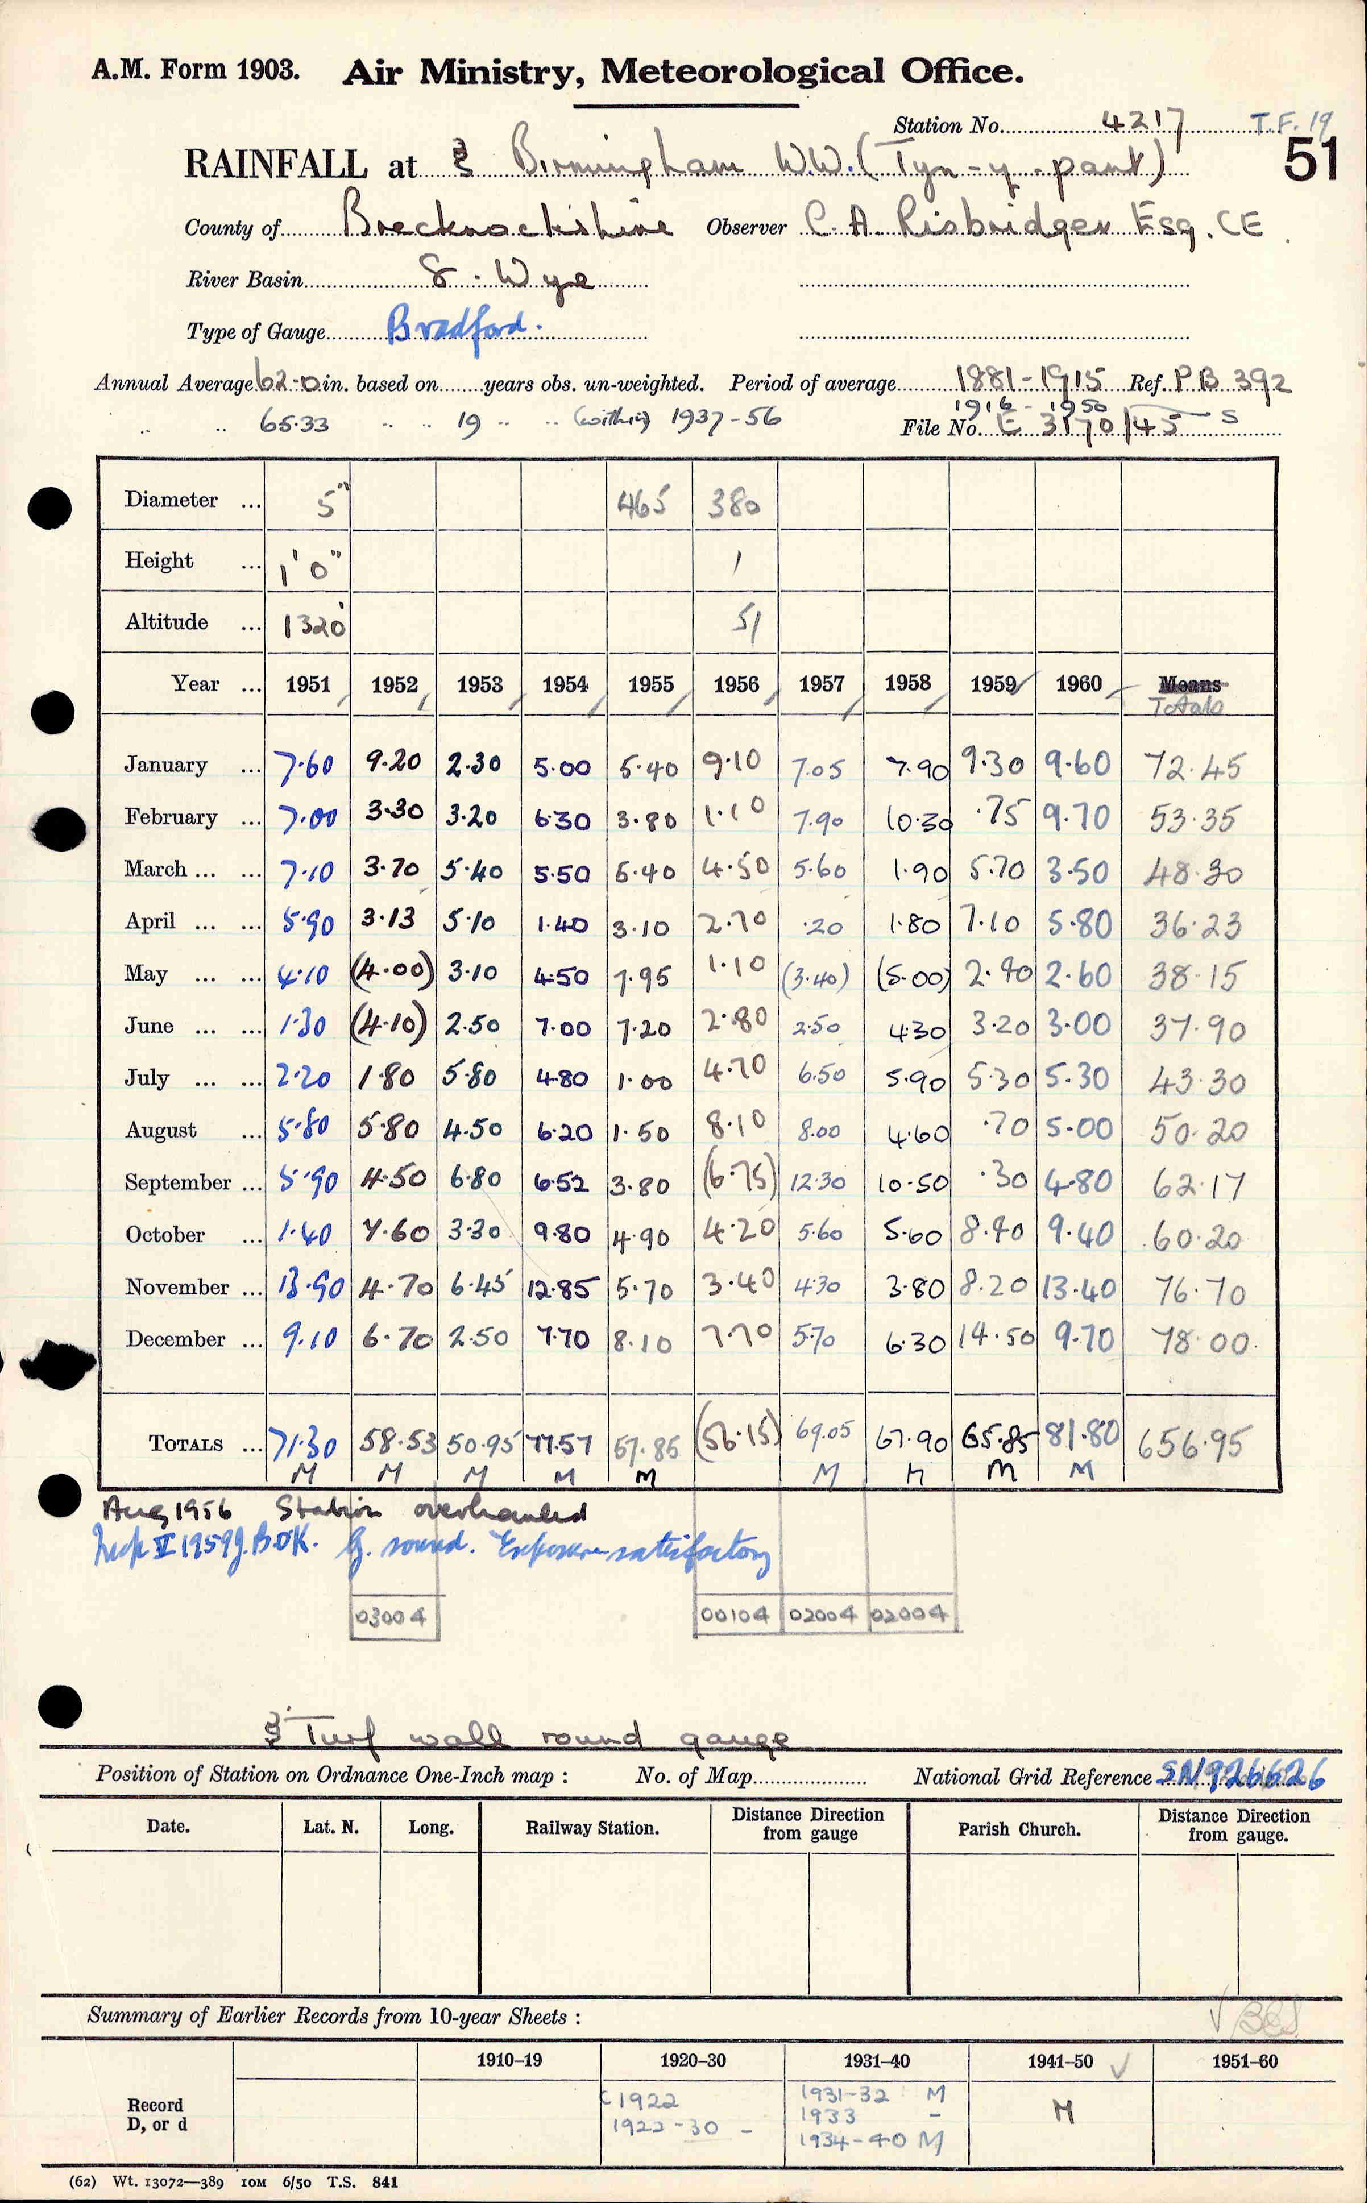 A.M. Form 1903. Air Ministry, Meteorological Office.
Station No. 4217 T.F. 19
RAINFALL at Birmingham W.W. (Tyn-y-pant) 51
County of Brecknockshire Observer C. A. Risbridger Esq. CE
River Basin 8. Wye
Type of Gauge Bradford.
Annual Average 62.0 in. based on years obs. un-weighted. Period of average 1881-1915 Ref. P.B 392
1916-1950
.. .. 65.33 .. .. 19 .. .. (within) 1937-56 File No. E 3170/45 S
Diameter ... 5" 465 380
Height ... 1'0" 1
Altitude ... 1320' 51
Year ... 1951 1952 1953 1954 1955 1956 1957 1958 1959 1960 Means
Totals
January ... 7.60 9.20 2.30 5.00 5.40 9.10 7.05 7.90 9.30 9.60 72.45
February ... 7.00 3.30 3.20 6.30 3.80 1.10 7.90 10.30 .75 9.70 53.35
March ... ... 7.10 3.70 5.40 5.50 5.40 4.50 5.60 1.90 5.70 3.50 48.30
April ... ... 5.90 3.13 5.10 1.40 3.10 2.70 .20 1.80 7.10 5.80 36.23
May ... ... 4.10 (4.00) 3.10 4.50 7.95 1.10 (3.40) (5.00) 2.40 2.60 38.15
June ... ... 1.30 (4.10) 2.50 7.00 7.20 2.80 2.50 4.30 3.20 3.00 37.90
July ... ... 2.20 1.80 5.80 4.80 1.00 4.70 6.50 5.90 5.30 5.30 43.30
August ... 5.80 5.80 4.50 6.20 1.50 8.10 8.00 4.60 .70 5.00 50.20
September ... 5.90 4.50 6.80 6.52 3.80 (6.75) 12.30 10.50 .30 4.80 62.17
October ... 1.40 7.60 3.30 9.80 4.90 4.20 5.60 5.60 8.40 9.40 60.20
November ... 13.90 4.70 6.45 12.85 5.70 3.40 4.30 3.80 8.20 13.40 76.70
December ... 9.10 6.70 2.50 7.70 8.10 7.70 5.70 6.30 14.50 9.70 78.00
TOTALS ... 71.30 58.53 50.95 77.57 57.85 (56.15) 69.05 67.90 65.85 81.80 656.95
M M M M M M M M M
Aug 1956 Station overhauled
Insp V 1959 J.B. OK. G. sound. Exposure satisfactory
03004 00104 02004 02004
Turf wall round gauge
Position of Station on Ordnance One-Inch map : No. of Map National Grid Reference SN926626
Date. Lat. N. Long. Railway Station. Distance Direction from gauge Parish Church. Distance Direction from gauge.
Summary of Earlier Records from 10-year Sheets :
1910–19 1920–30 1931–40 1941–50 1951–60
Record D, or d
1922
1922-30 -
1931-32 M
1933 -
1934-40 M
M
(62) Wt. 13072—389 10M 6/50 T.S. 841